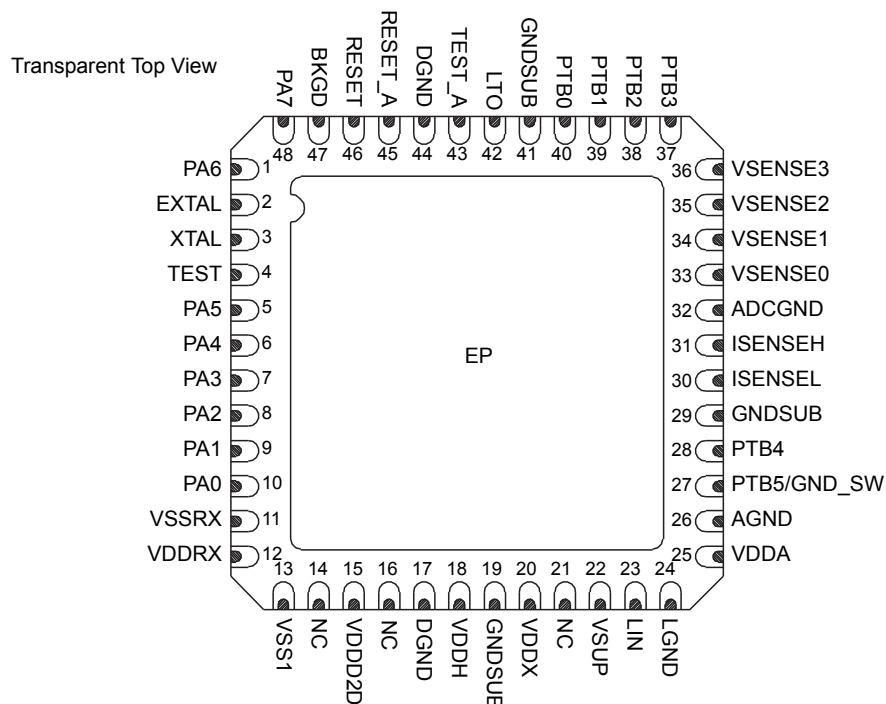 Transparent Top View
PA7
BKGD
RESET
RESET_A
DGND
TEST_A
LTO
GNDSUB
PTB0
PTB1
PTB2
PTB3
48
47
46
45
44
43
42
41
40
39
38
37
PA6 1
EXTAL 2
XTAL 3
TEST 4
PA5 5
PA4 6
PA3 7
PA2 8
PA1 9
PA0 10
VSSRX 11
VDDRX 12
EP
36 VSENSE3
35 VSENSE2
34 VSENSE1
33 VSENSE0
32 ADCGND
31 ISENSEH
30 ISENSEL
29 GNDSUB
28 PTB4
27 PTB5/GND_SW
26 AGND
25 VDDA
13
14
15
16
17
18
19
20
21
22
23
24
VSS1
NC
VDDD2D
NC
DGND
VDDH
GNDSUB
VDDX
NC
VSUP
LIN
LGND